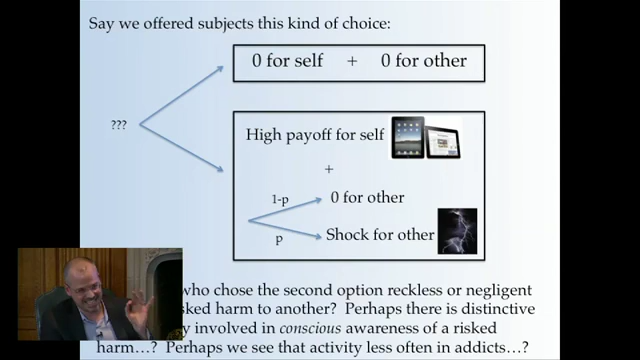 Say we offered subjects this kind of choice:
0 for self + 0 for other
???
High payoff for self
+
1-p
0 for other
p
Shock for other
who chose the second option reckless or negligent
sked harm to another? Perhaps there is distinctive
y involved in conscious awareness of a risked
harm…? Perhaps we see that activity less often in addicts…?